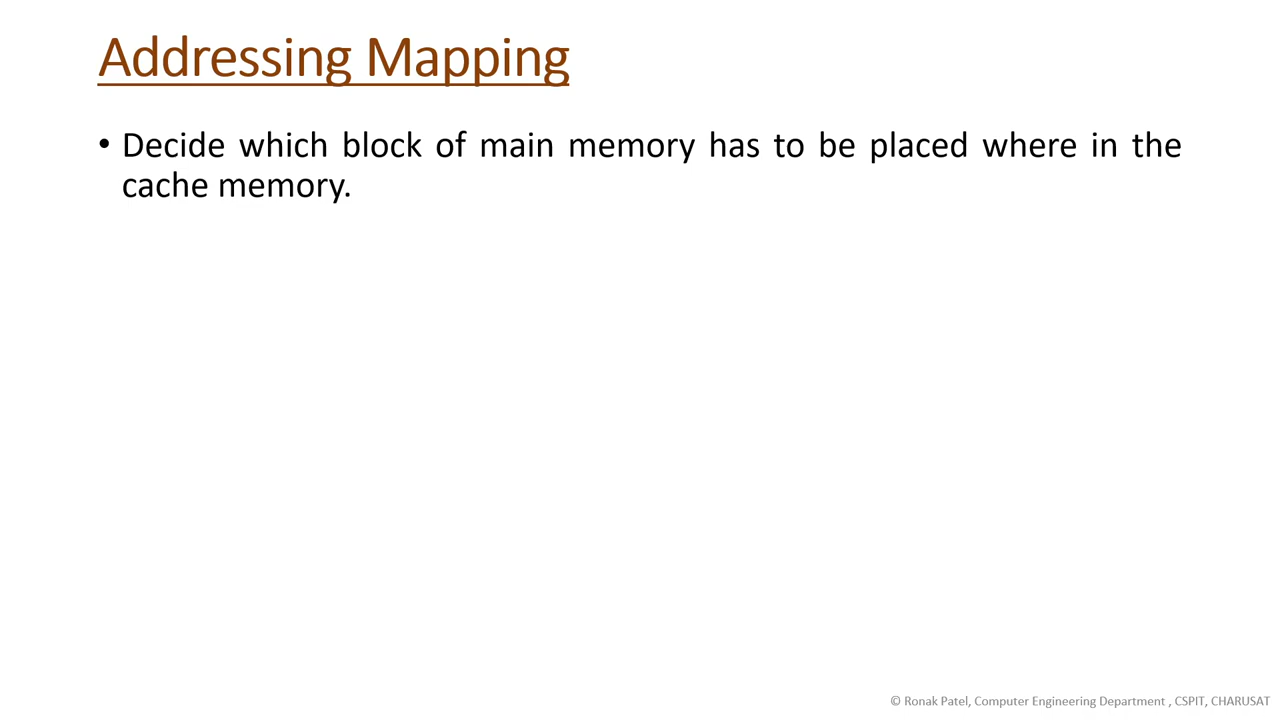 Addressing Mapping
• Decide which block of main memory has to be placed where in the
cache memory.
© Ronak Patel, Computer Engineering Department , CSPIT, CHARUSAT